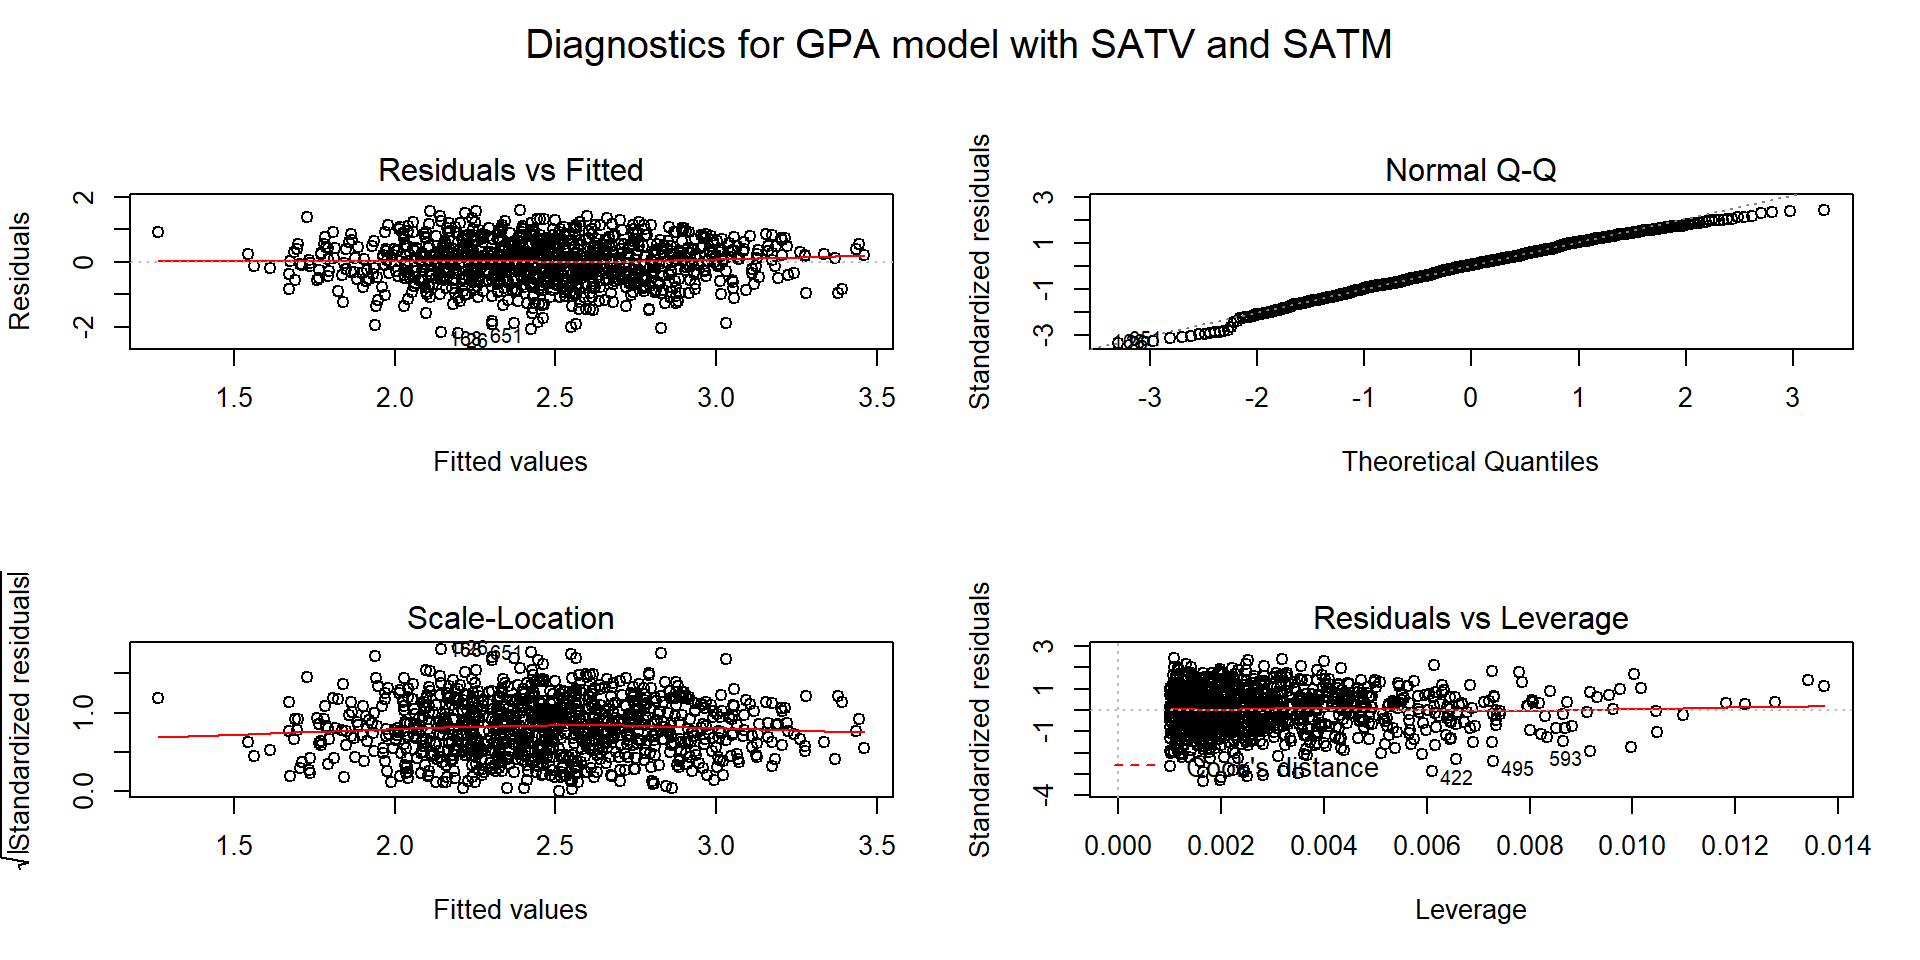 Diagnostics for GPA model with SATV and SATM
Residuals vs Fitted
Residuals
2
0
-2
168
26
651
1.5 2.0 2.5 3.0 3.5
Fitted values
Normal Q-Q
Standardized residuals
3
1
-1
-3
651
-3 -2 -1 0 1 2 3
Theoretical Quantiles
Scale-Location
√|Standardized residuals|
1.0
0.0
26
651
1.5 2.0 2.5 3.0 3.5
Fitted values
Residuals vs Leverage
Standardized residuals
3
1
-1
-4
Cook's distance
422
495
593
0.000 0.002 0.004 0.006 0.008 0.010 0.012 0.014
Leverage